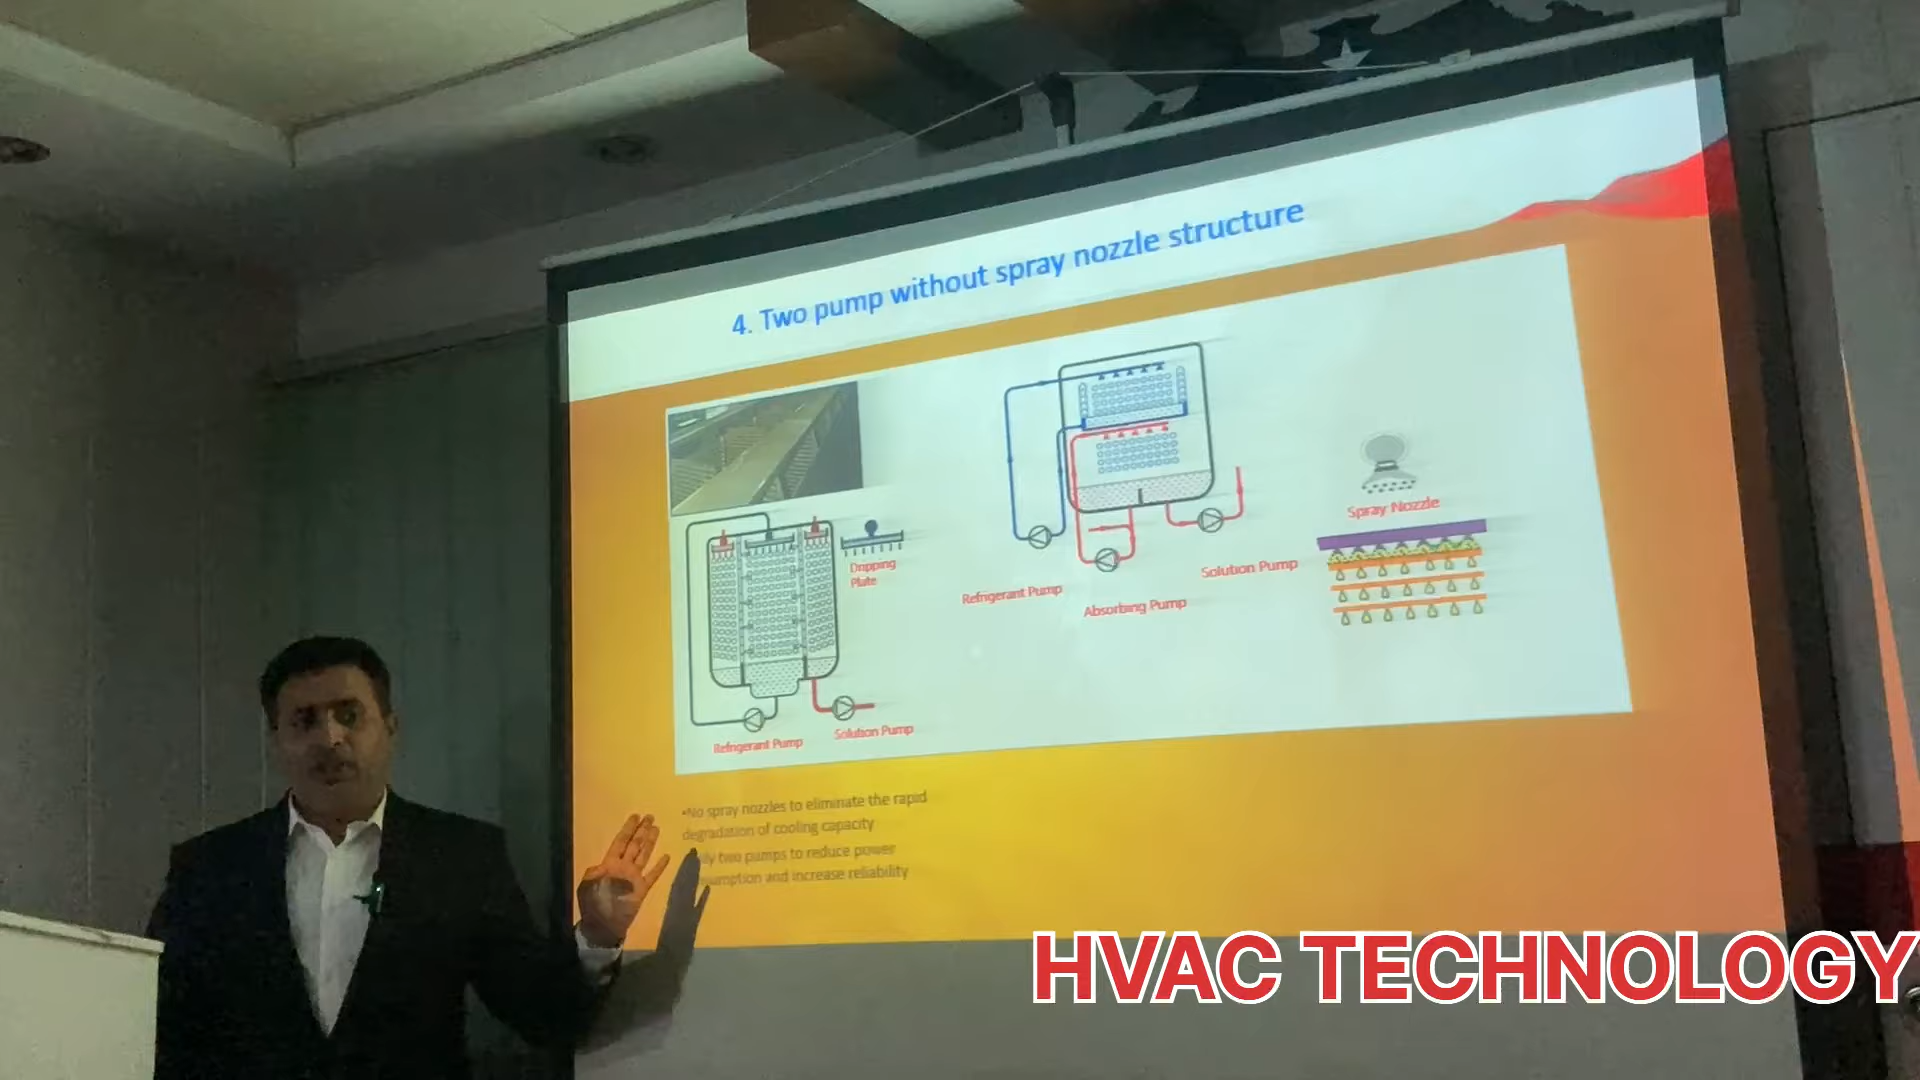 4. Two pump without spray nozzle structure
Dripping
Plate
Refrigerant Pump
Solution Pump
Refrigerant Pump
Absorbing Pump
Solution Pump
Spray Nozzle
•No spray nozzles to eliminate the rapid
degradation of cooling capacity
two pumps to reduce power
and increase reliability
HVAC TECHNOLOGY